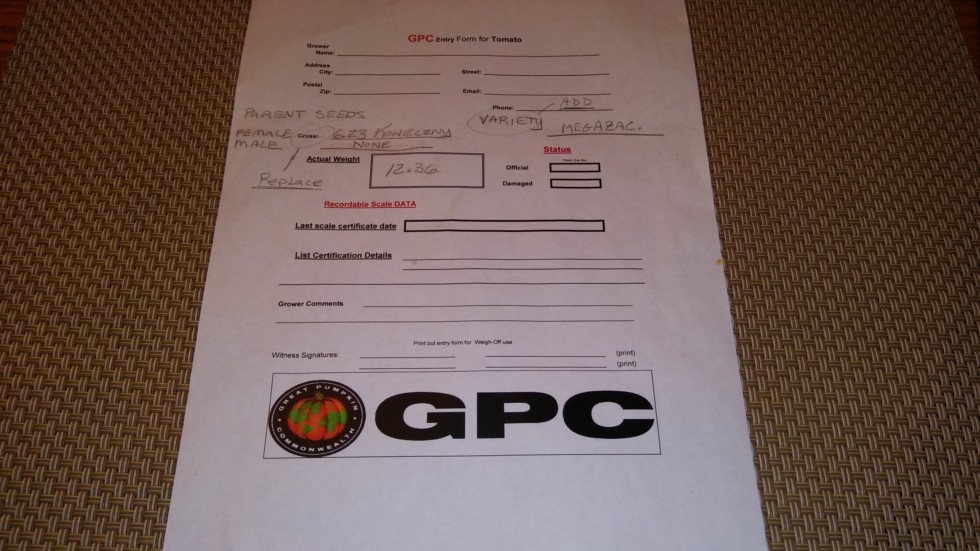 GPC Entry Form for Tomato
Grower
Name:
Address
City: Street:
Postal
Zip: Email:
Phone: ADD
PARENT SEEDS
VARIETY MEGAZAC.
FEMALE Cross: 6.23 KONIECZNY
MALE NONE
Status
Actual Weight 12.36
Official
Replace
Damaged
Recordable Scale DATA
Last scale certificate date
List Certification Details
Grower Comments
Print out entry form for Weigh-Off use
Witness Signatures: (print)
(print)
GREAT PUMPKIN COMMONWEALTH
GPC